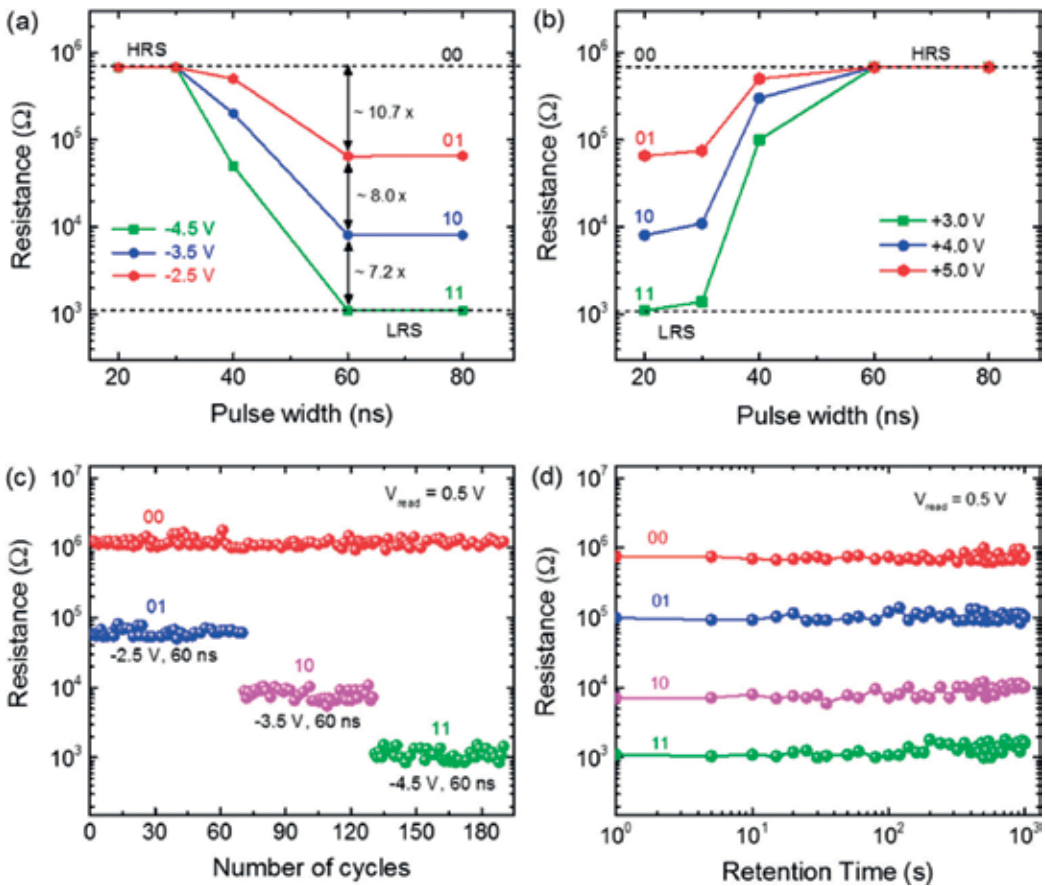 (a)
HRS
00
10⁶
10⁵
10⁴
10³
Resistance (Ω)
~ 10.7 x
01
~ 8.0 x
10
~ 7.2 x
11
LRS
-4.5 V
-3.5 V
-2.5 V
20 40 60 80
Pulse width (ns)
(b)
00
HRS
10⁶
10⁵
10⁴
10³
Resistance (Ω)
01
10
11
LRS
+3.0 V
+4.0 V
+5.0 V
20 40 60 80
Pulse width (ns)
(c)
V_read = 0.5 V
10⁷
10⁶
10⁵
10⁴
10³
Resistance (Ω)
00
01
-2.5 V, 60 ns
10
-3.5 V, 60 ns
11
-4.5 V, 60 ns
0 30 60 90 120 150 180
Number of cycles
(d)
V_read = 0.5 V
10⁷
10⁶
10⁵
10⁴
10³
Resistance (Ω)
00
01
10
11
10⁰ 10¹ 10² 10³
Retention Time (s)